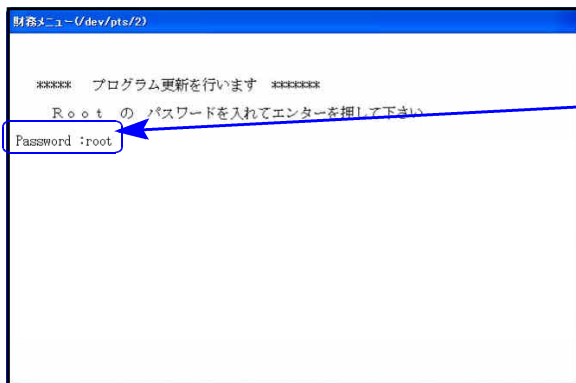 財務メニュー(/dev/pts/2)
***** プログラム更新を行います *******
Ｒｏｏｔ の パスワードを入れてエンターを押して下さい
Password :root